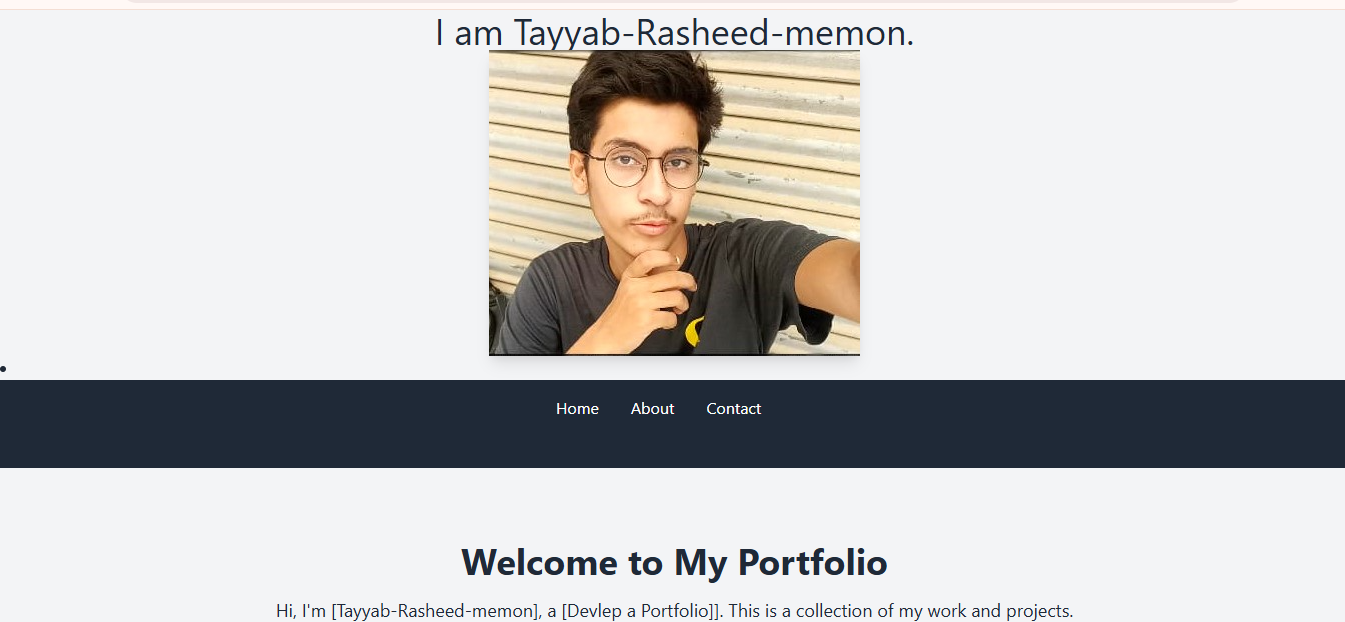 I am Tayyab-Rasheed-memon.
Home About Contact
Welcome to My Portfolio
Hi, I'm [Tayyab-Rasheed-memon], a [Devlep a Portfolio]]. This is a collection of my work and projects.